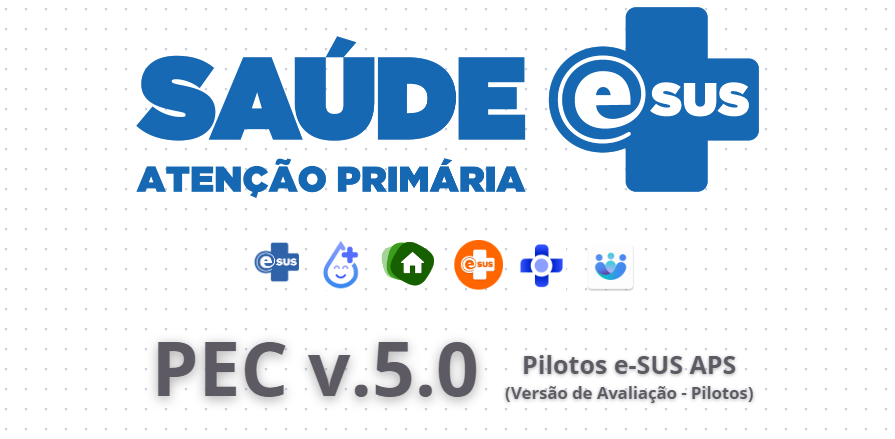 SAÚDE
e sus
ATENÇÃO PRIMÁRIA
e sus
e sus
PEC v.5.0
Pilotos e-SUS APS
(Versão de Avaliação - Pilotos)